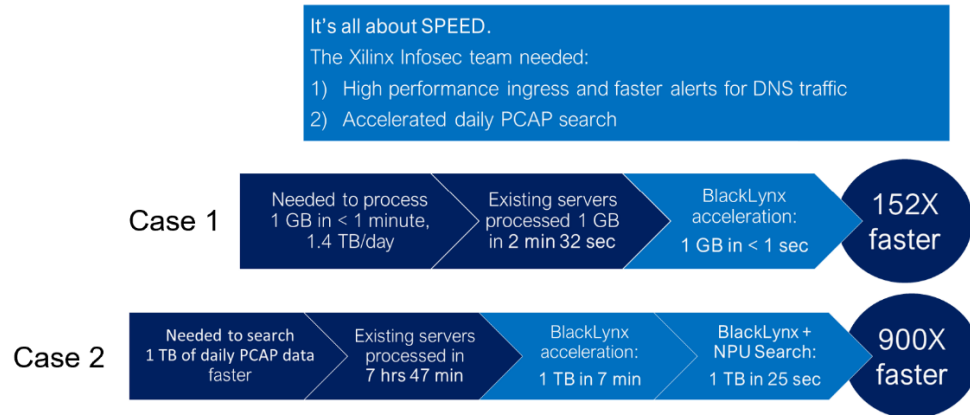 It's all about SPEED.
The Xilinx Infosec team needed:
1) High performance ingress and faster alerts for DNS traffic
2) Accelerated daily PCAP search
Case 1
Needed to process
1 GB in < 1 minute,
1.4 TB/day
Existing servers
processed 1 GB
in 2 min 32 sec
BlackLynx
acceleration:
1 GB in < 1 sec
152X
faster
Case 2
Needed to search
1 TB of daily PCAP data
faster
Existing servers
processed in
7 hrs 47 min
BlackLynx
acceleration:
1 TB in 7 min
BlackLynx +
NPU Search:
1 TB in 25 sec
900X
faster